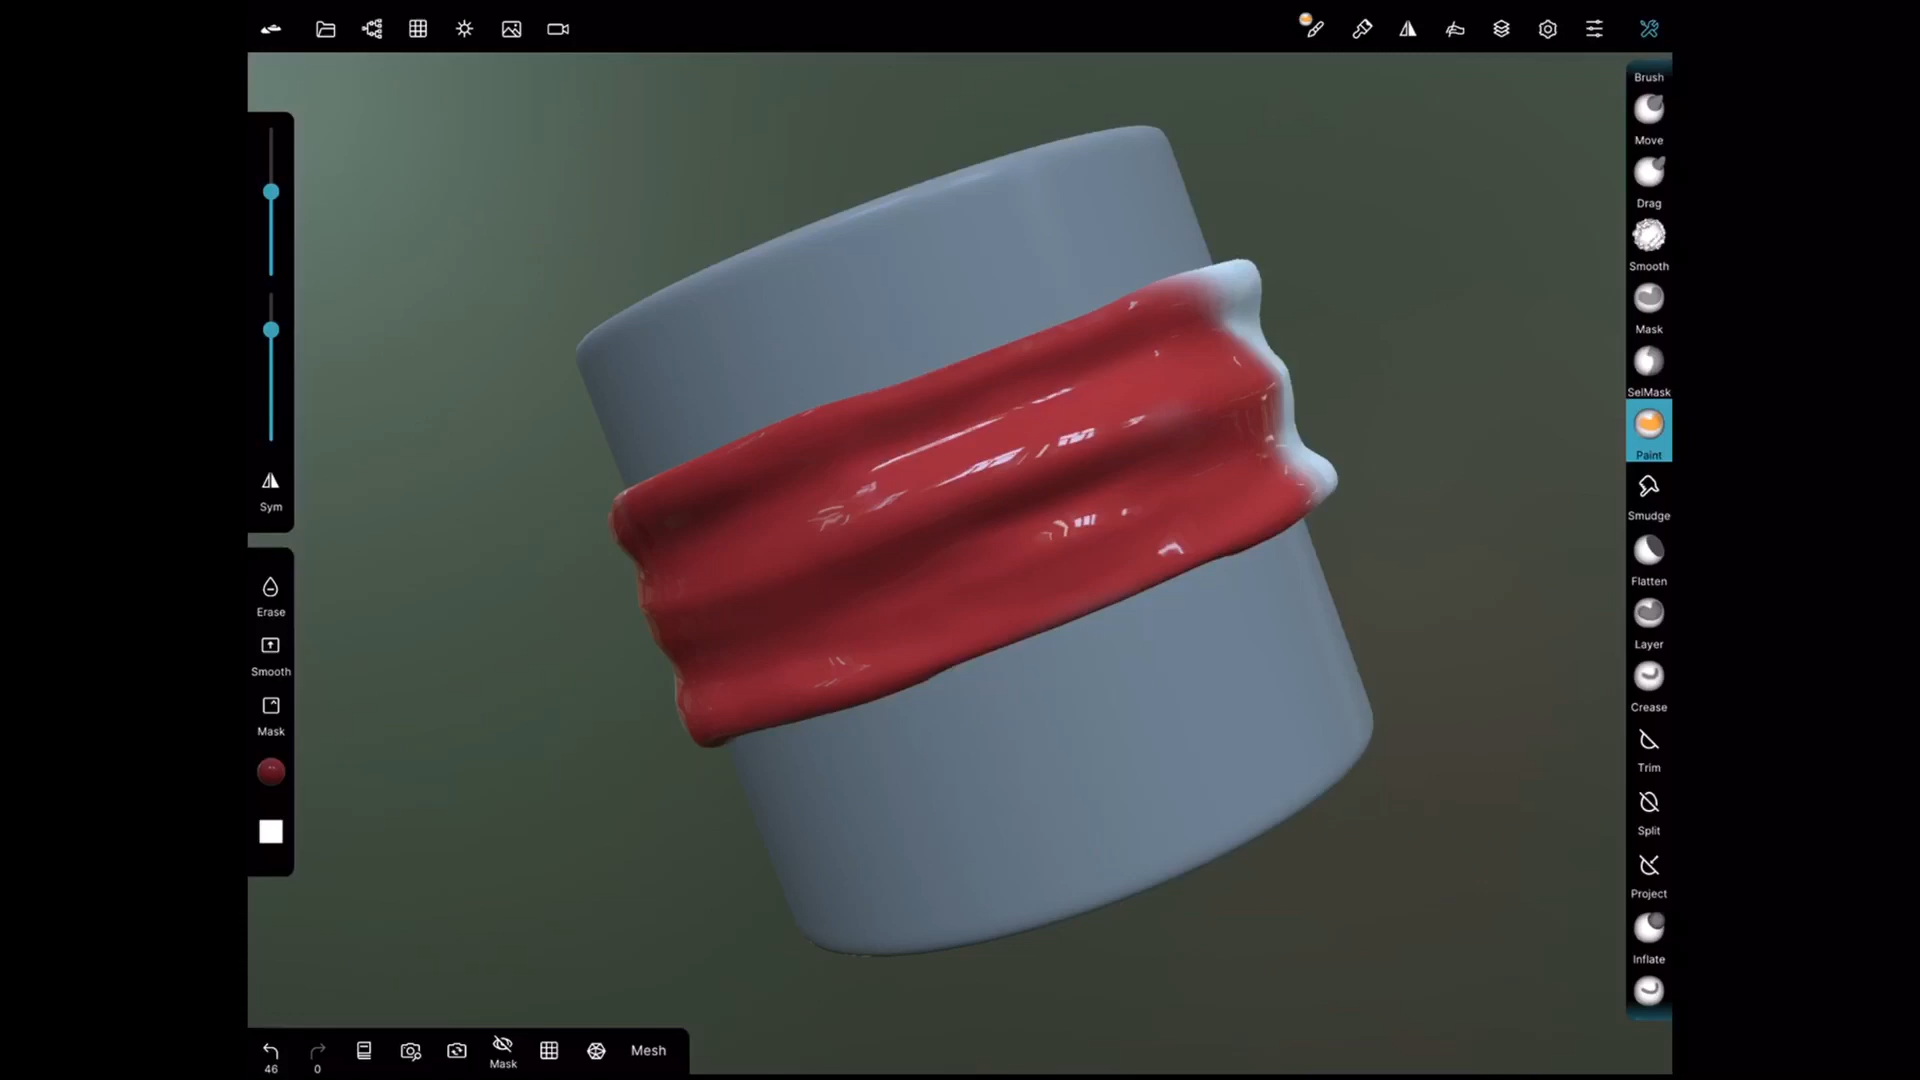 Brush
Move
Drag
Smooth
Mask
SelMask
Paint
Smudge
Flatten
Layer
Crease
Trim
Split
Project
Inflate
Sym
Erase
Smooth
Mask
46
0
Mask
Mesh